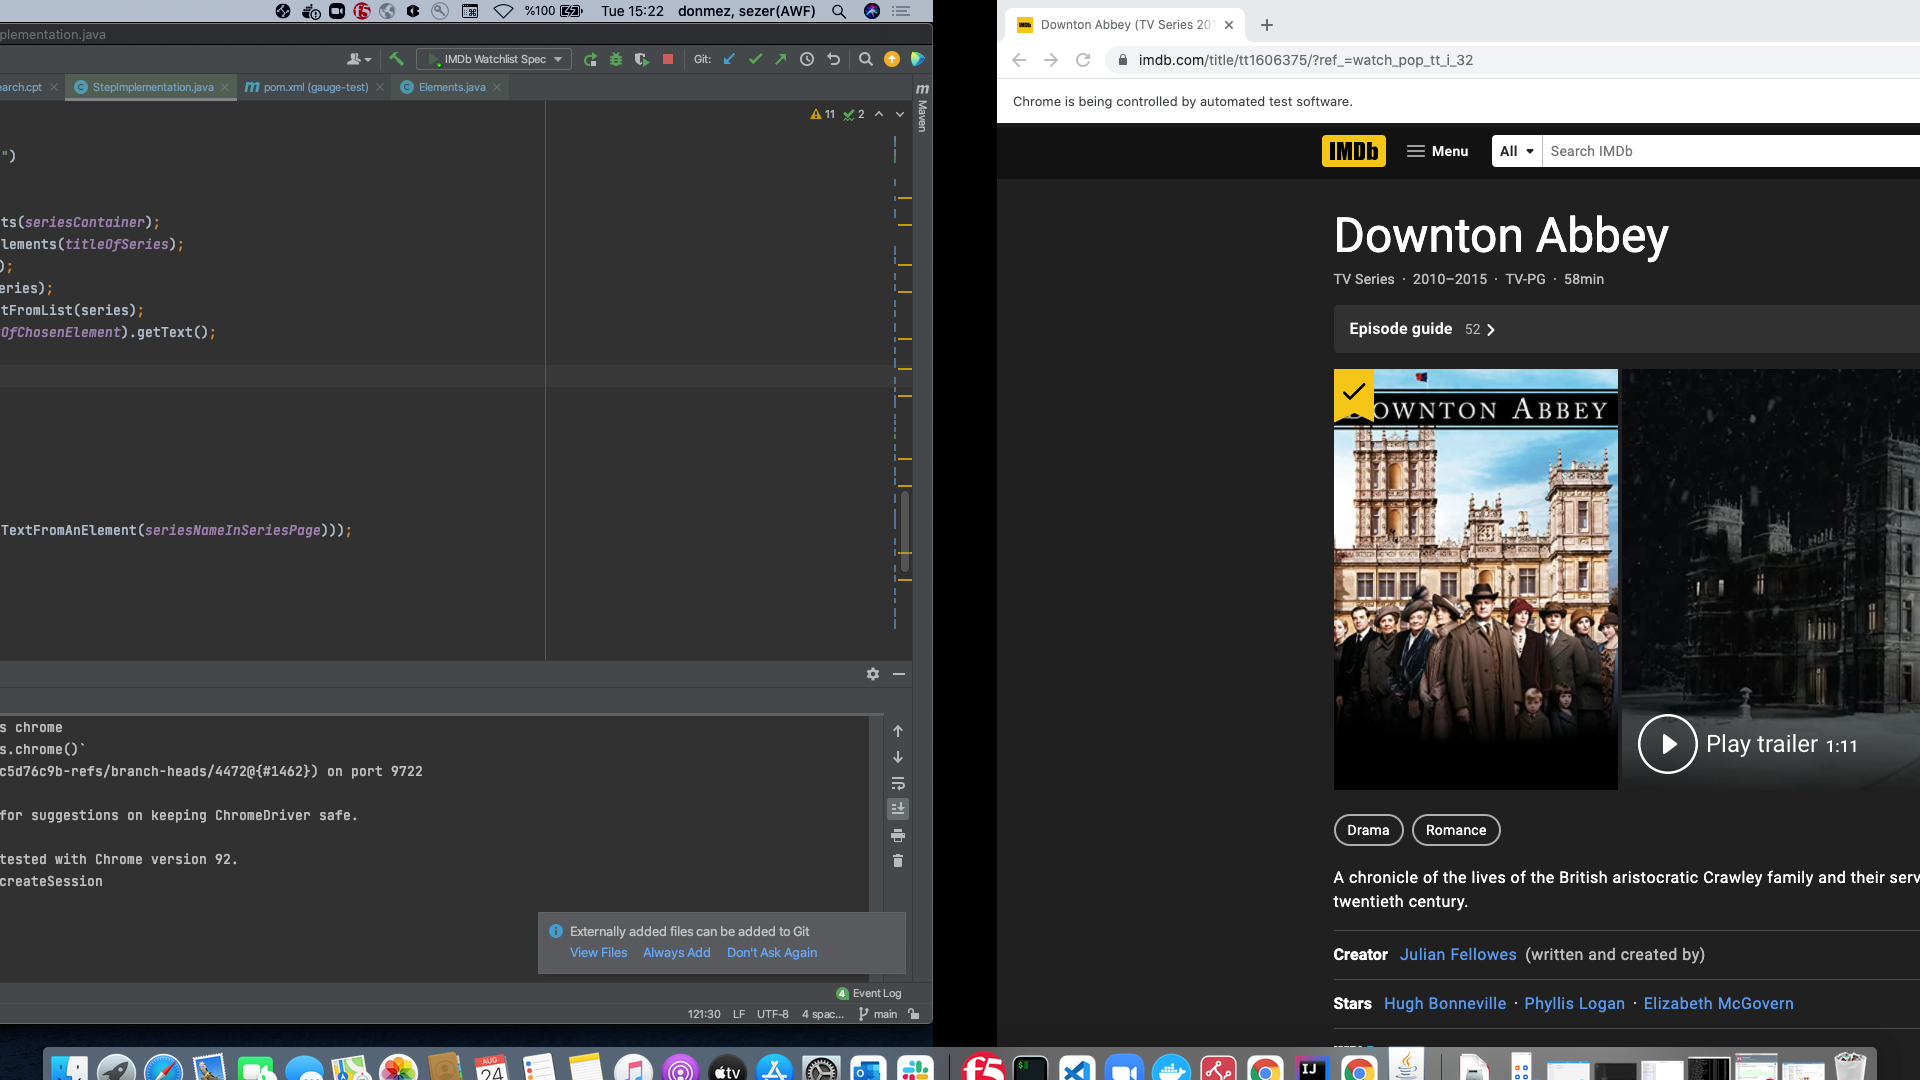 %100
Tue 15:22
donmez, sezer(AWF)
plementation.java
IMDb Watchlist Spec
Git:
earch.cpt
StepImplementation.java
pom.xml (gauge-test)
Elements.java
m
Maven
11
2
")
ts(seriesContainer);
lements(titleOfSeries);
);
eries);
tFromList(series);
OfChosenElement).getText();
TextFromAnElement(seriesNameInSeriesPage)));
s chrome
s.chrome()`
c5d76c9b-refs/branch-heads/4472@{#1462}) on port 9722
for suggestions on keeping ChromeDriver safe.
tested with Chrome version 92.
createSession
Externally added files can be added to Git
View Files
Always Add
Don't Ask Again
4 Event Log
121:30
LF
UTF-8
4 spac...
main
Downton Abbey (TV Series 201
imdb.com/title/tt1606375/?ref_=watch_pop_tt_i_32
Chrome is being controlled by automated test software.
IMDb
Menu
All
Search IMDb
Downton Abbey
TV Series · 2010–2015 · TV-PG · 58min
Episode guide 52
DOWNTON ABBEY
Play trailer 1:11
Drama
Romance
A chronicle of the lives of the British aristocratic Crawley family and their serv
twentieth century.
Creator Julian Fellowes (written and created by)
Stars Hugh Bonneville · Phyllis Logan · Elizabeth McGovern
AUG
24
tv
f5
IJ